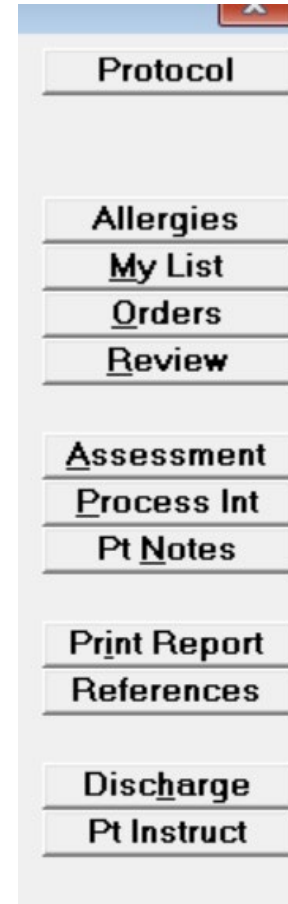 Protocol
Allergies
My List
Orders
Review
Assessment
Process Int
Pt Notes
Print Report
References
Discharge
Pt Instruct